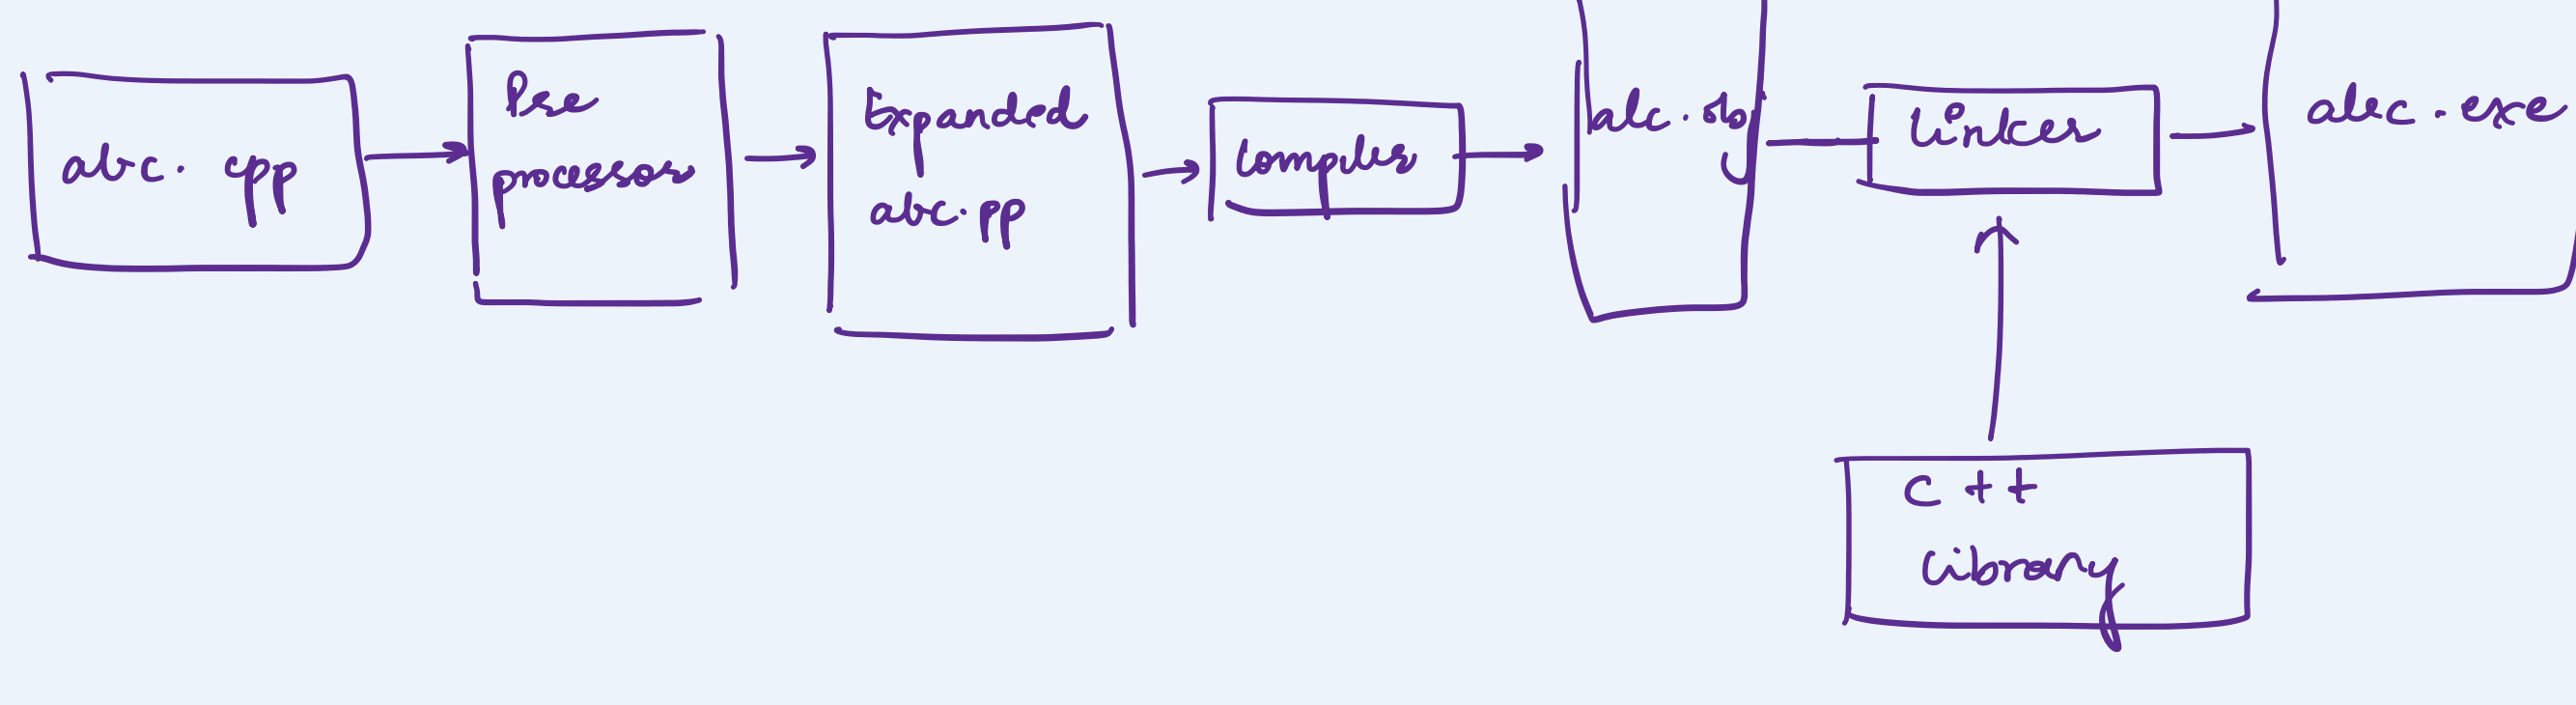 abc. cpp
Pre
processor
Expanded
abc.pp
Compiler
abc.obj
Linker
abc.exe
C++
Library